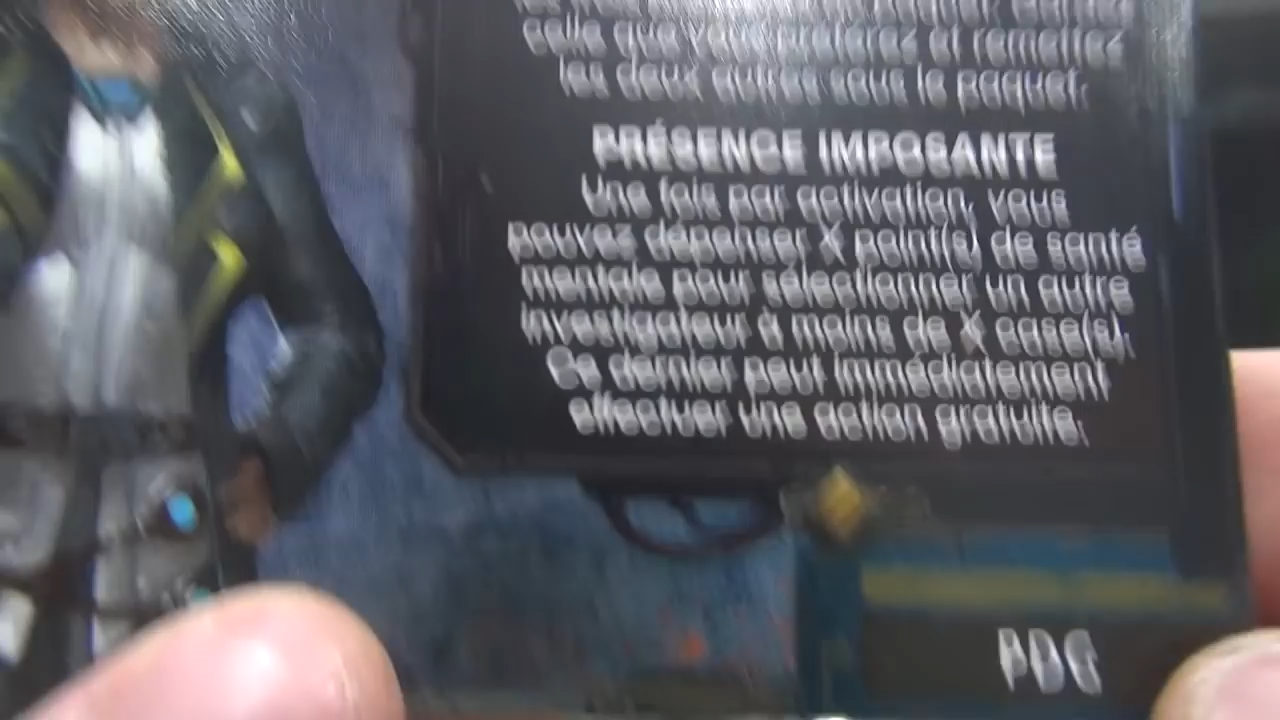 celle que vous préférez et remettez
les deux autres sous le paquet.
PRÉSENCE IMPOSANTE
Une fois par activation, vous
pouvez dépenser X point(s) de santé
mentale pour sélectionner un autre
investigateur à moins de X case(s).
Ce dernier peut immédiatement
effectuer une action gratuite.
PDG